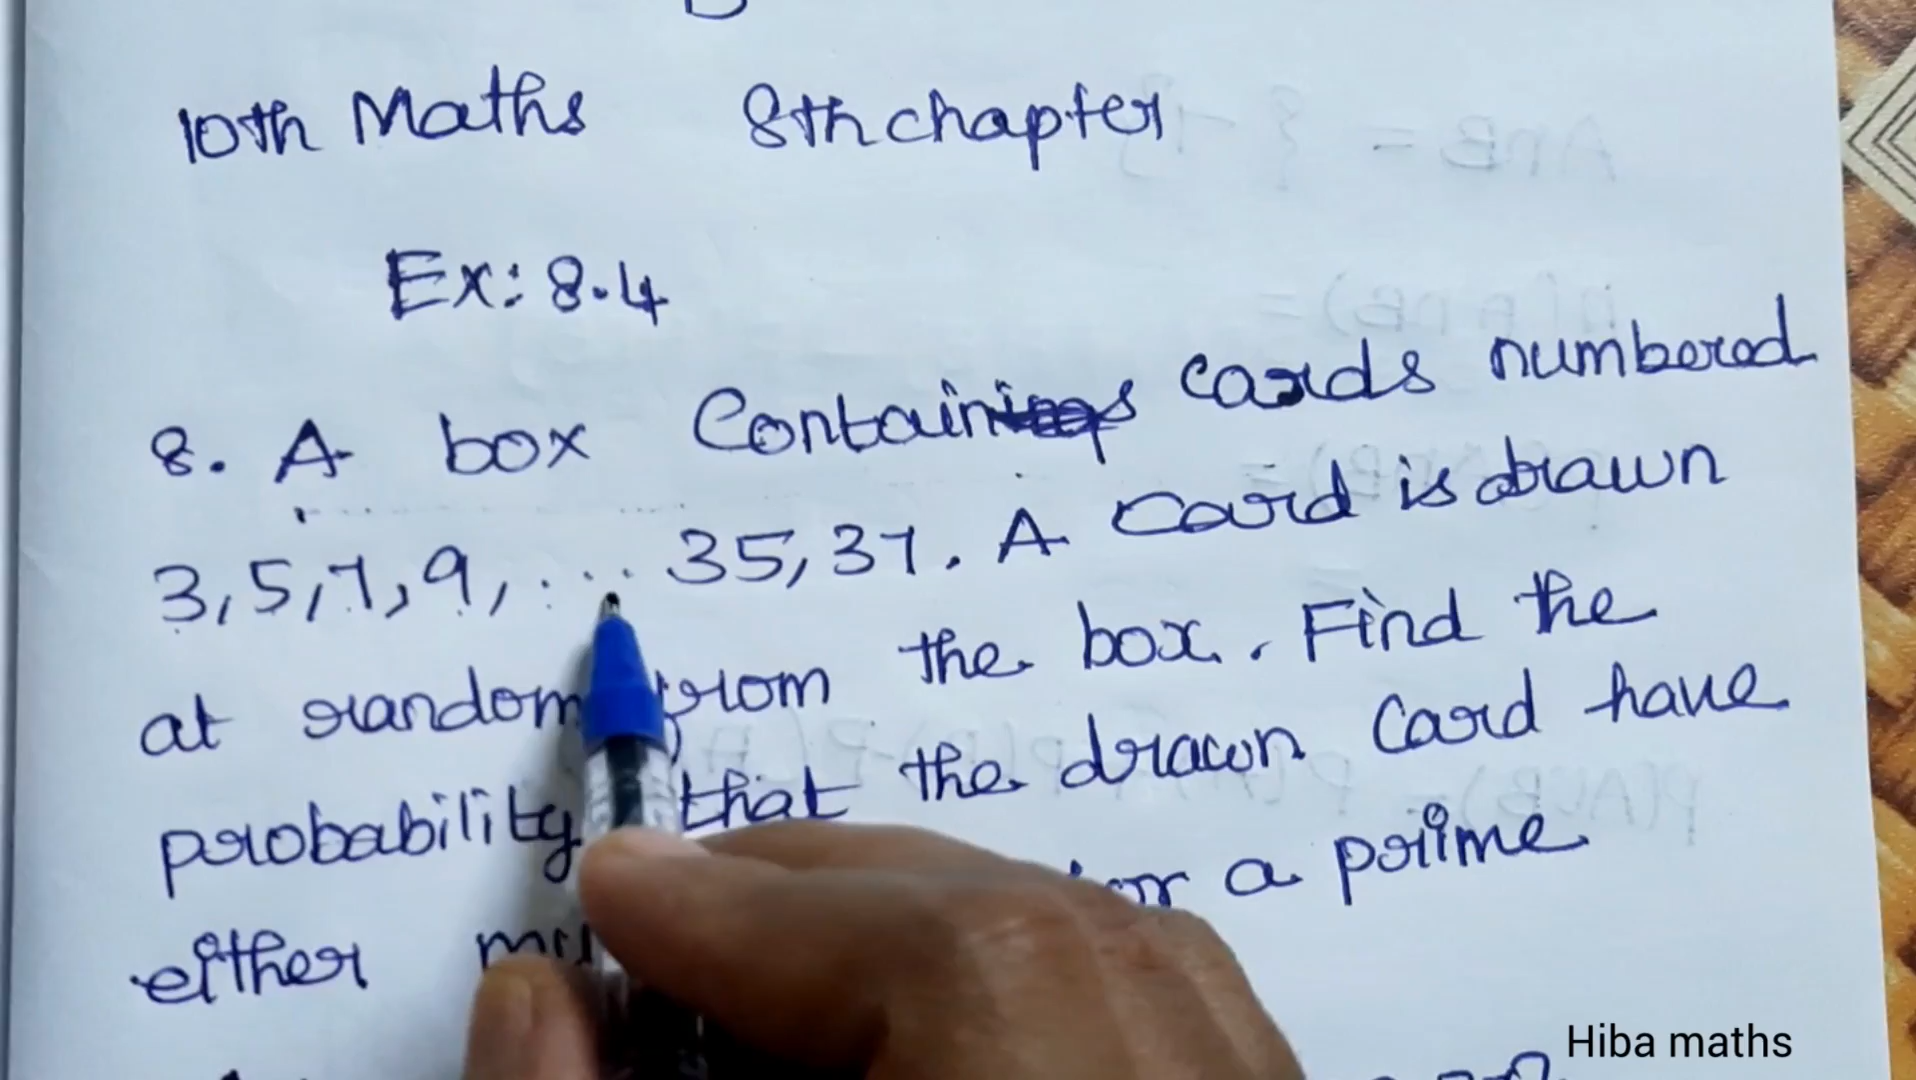 10th Maths 8th chapter
Ex: 8.4
8. A box Contains cards numbered
3, 5, 7, 9, .... 35, 37. A Card is drawn
at random from the box. Find the
probability that the drawn Card have
either or a prime
Hiba maths